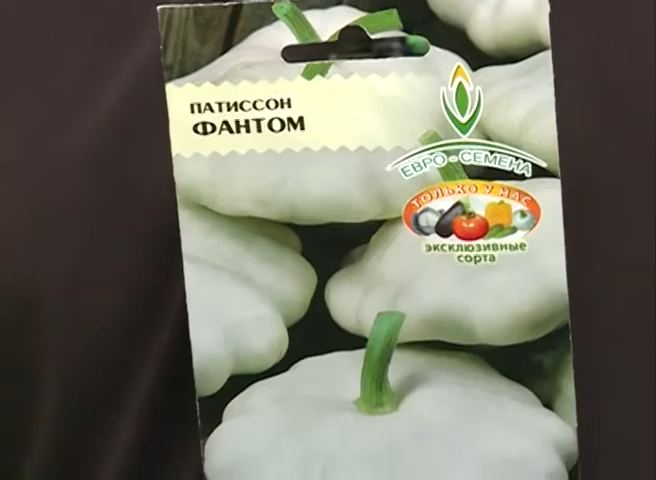 ПАТИССОН
ФАНТОМ
ЕВРО-СЕМЕНА
ТОЛЬКО У НАС
ЭКСКЛЮЗИВНЫЕ
СОРТА